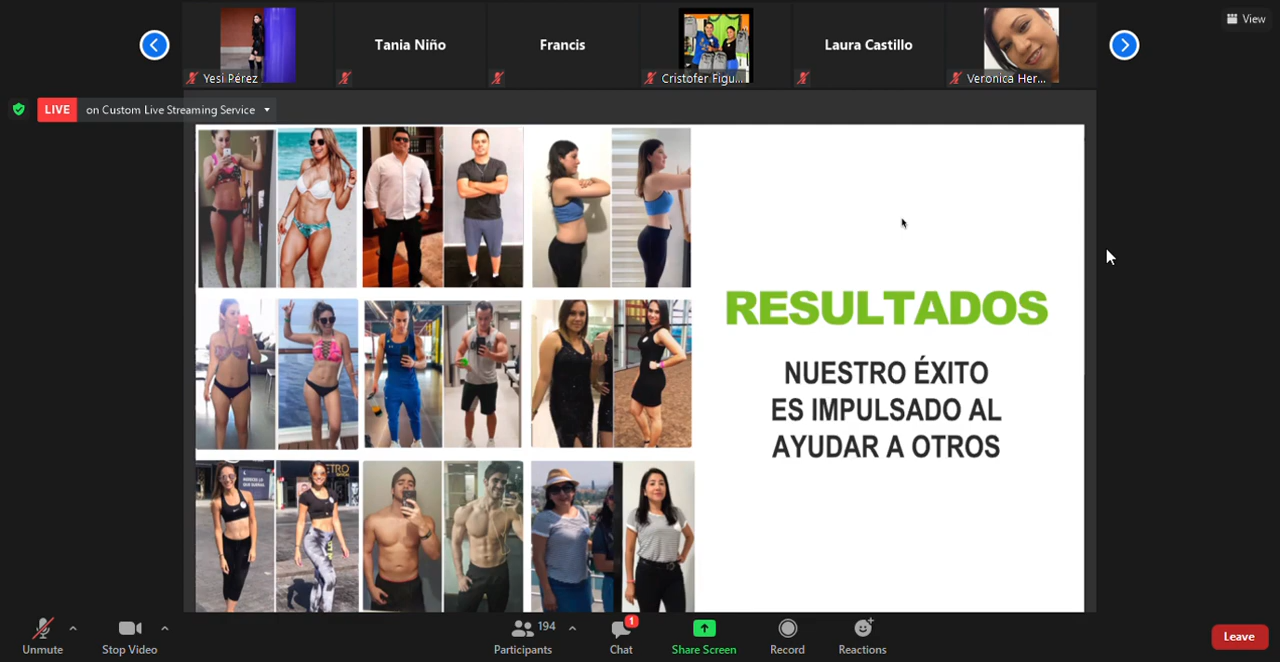 View
Yesi Pérez
Tania Niño
Francis
Cristofer Figu...
Laura Castillo
Veronica Her...
LIVE on Custom Live Streaming Service
RESULTADOS
NUESTRO ÉXITO
ES IMPULSADO AL
AYUDAR A OTROS
Unmute
Stop Video
194
Participants
1
Chat
Share Screen
Record
Reactions
Leave